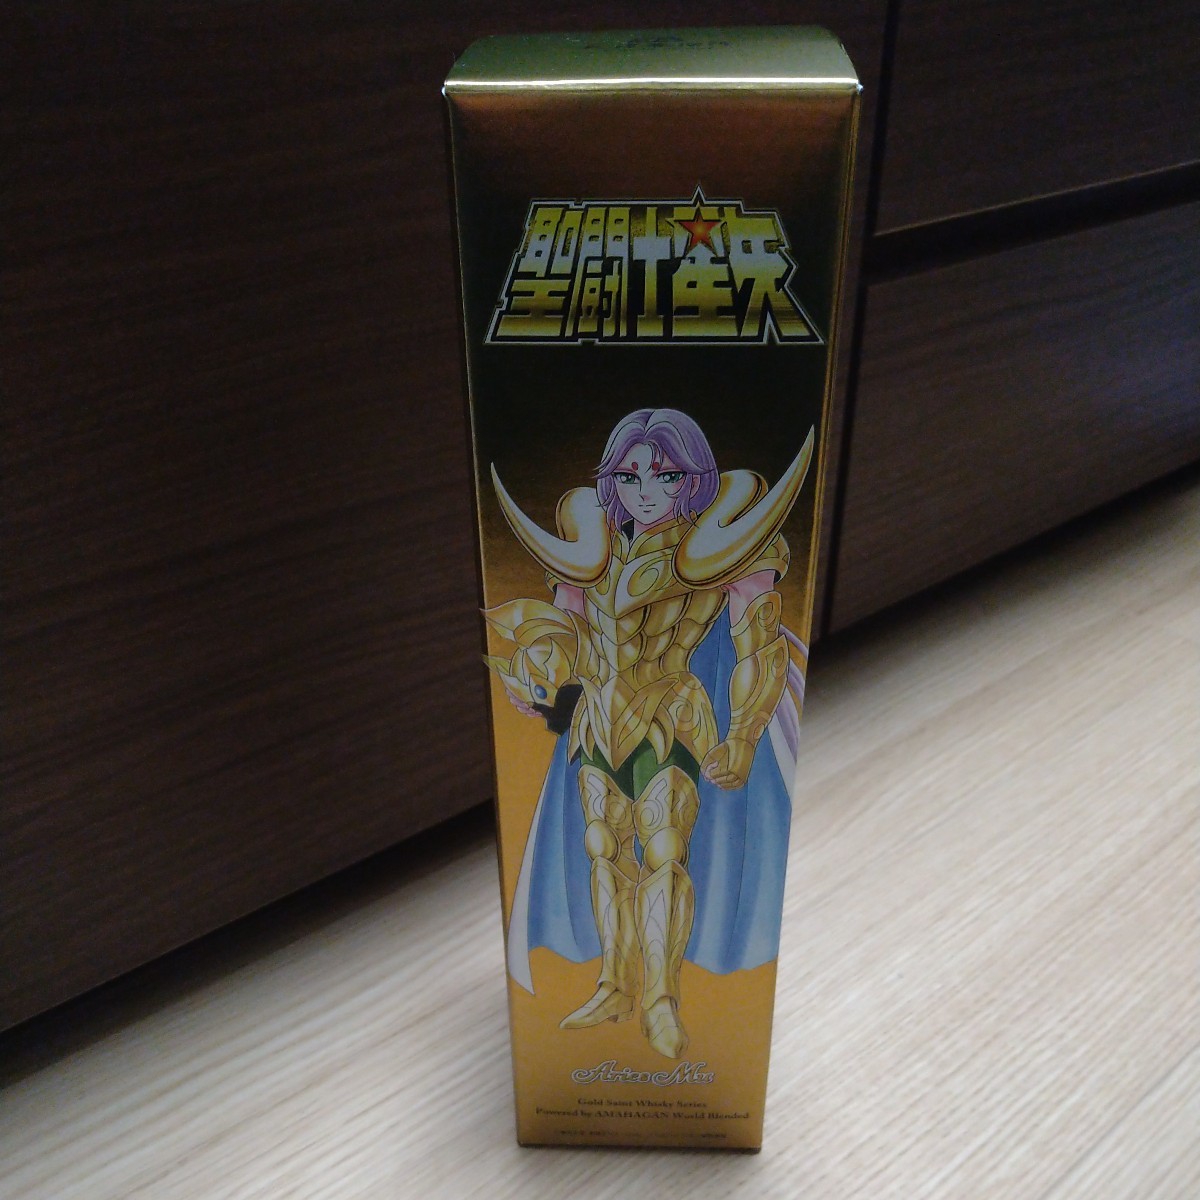 聖闘士星矢
Aries Mu
Gold Saint Whisky Series
Powered by AMAHAGAN World Blended